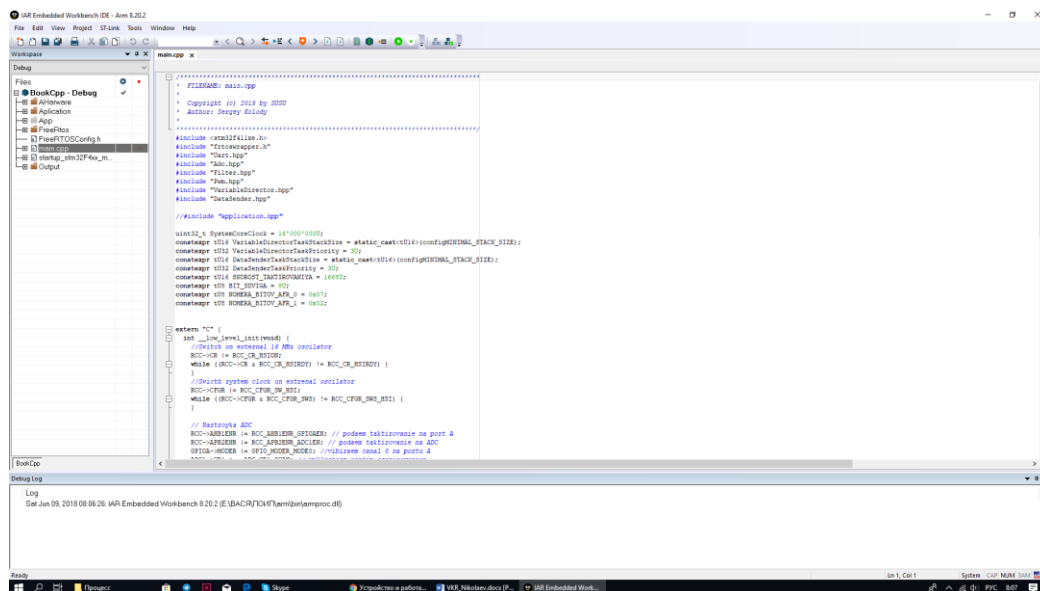 IAR Embedded Workbench IDE - Arm 8.20.2
File Edit View Project ST-Link Tools Window Help
Workspace
main.cpp x
Debug
Files
BookCpp - Debug
AHarware
Aplication
App
FreeRtos
FreeRTOSConfig.h
main.cpp
startup_stm32F4xx_m...
Output
/*******************************************************************************
* FILENAME: main.cpp
*
* Copyright (c) 2018 by SUSU
* Author: Sergey Kolody
*
*******************************************************************************/
#include <stm32f411xe.h>
#include "frtoswrapper.h"
#include "Uart.hpp"
#include "Adc.hpp"
#include "Filter.hpp"
#include "Pwm.hpp"
#include "VariableDirector.hpp"
#include "DataSender.hpp"
//#include "application.hpp"
uint32_t SystemCoreClock = 16'000'000U;
constexpr tU16 VariableDirectorTaskStackSize = static_cast<tU16>(configMINIMAL_STACK_SIZE);
constexpr tU32 VariableDirectorTaskPriority = 3U;
constexpr tU16 DataSenderTaskStackSize = static_cast<tU16>(configMINIMAL_STACK_SIZE);
constexpr tU32 DataSenderTaskPriority = 3U;
constexpr tU16 SKOROST_TAKTIROVANIYA = 1668U;
constexpr tU8 BIT_SDVIGA = 8U;
constexpr tU8 NOMERA_BITOV_AFR_0 = 0x07;
constexpr tU8 NOMERA_BITOV_AFR_1 = 0x02;
extern "C" {
int __low_level_init(void) {
//Switch on external 16 MHz oscilator
RCC->CR |= RCC_CR_HSION;
while ((RCC->CR & RCC_CR_HSIRDY) != RCC_CR_HSIRDY) {
}
//Swicth system clock on extrenal oscilator
RCC->CFGR |= RCC_CFGR_SW_HSI;
while ((RCC->CFGR & RCC_CFGR_SWS) != RCC_CFGR_SWS_HSI) {
}
// Nastroyka ADC
RCC->AHB1ENR |= RCC_AHB1ENR_GPIOAEN; // podaem taktirovanie na port A
RCC->APB2ENR |= RCC_APB2ENR_ADC1EN; // podaem taktirovanie na ADC
GPIOA->MODER |= GPIO_MODER_MODE0; //vibiraem canal 0 na portu A
BookCpp
Debug Log
Log
Sat Jun 09, 2018 08:06:26: IAR Embedded Workbench 8.20.2 (E:\ВАСЯ\ПОИП\arm\bin\armproc.dll)
Ready
Ln 1, Col 1 System CAP NUM
Процесс Skype Устройство и работа... VKR_Nikolaev.docx [Р... IAR Embedded Work... РУС 8:07